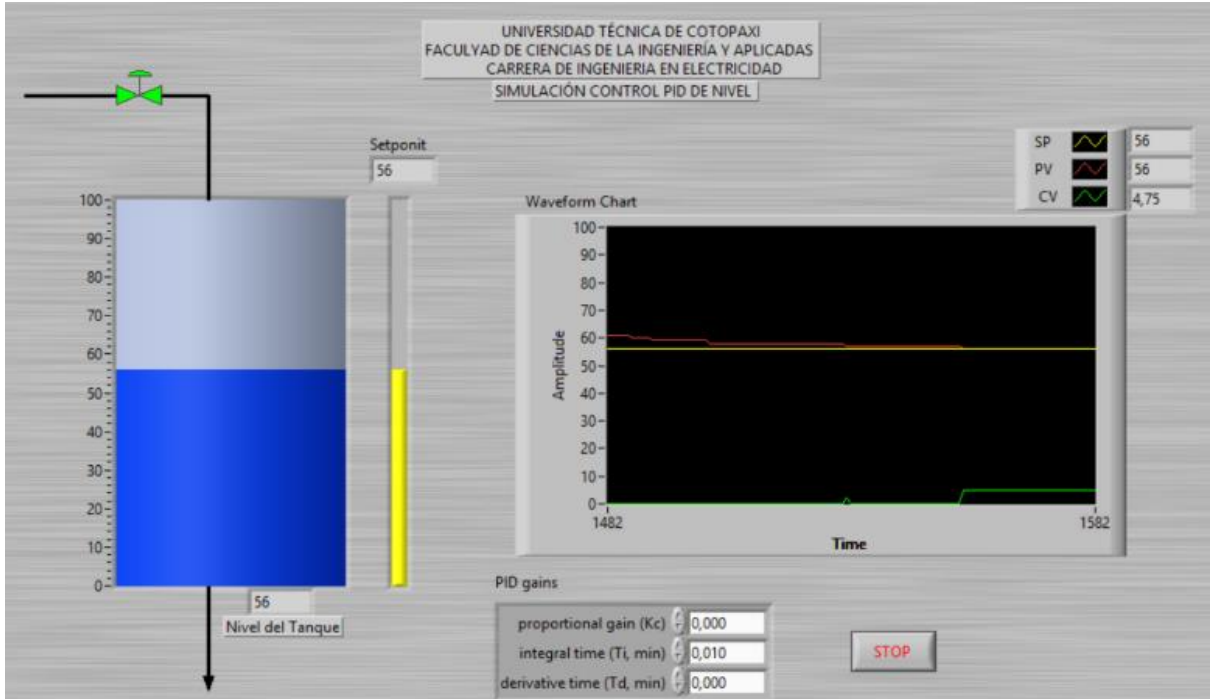 UNIVERSIDAD TÉCNICA DE COTOPAXI
FACULYAD DE CIENCIAS DE LA INGENIERÍA Y APLICADAS
CARRERA DE INGENIERIA EN ELECTRICIDAD
SIMULACIÓN CONTROL PID DE NIVEL
Setponit
56
100
90
80
70
60
50
40
30
20
10
0
56
Nivel del Tanque
SP 56
PV 56
CV 4,75
Waveform Chart
Amplitude
100
90
80
70
60
50
40
30
20
10
0
1482 1582
Time
PID gains
proportional gain (Kc) 0,000
integral time (Ti, min) 0,010
derivative time (Td, min) 0,000
STOP